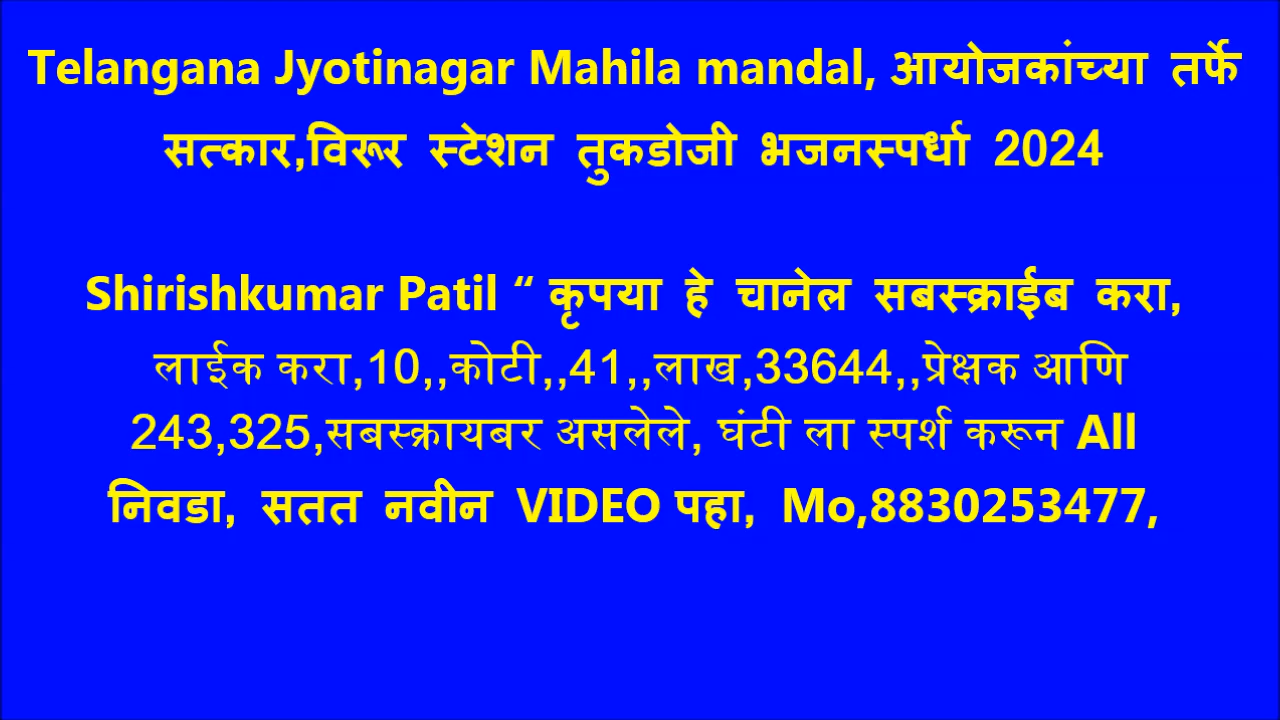 Telangana Jyotinagar Mahila mandal, आयोजकांच्या तर्फे
सत्कार,विरूर स्टेशन तुकडोजी भजनस्पर्धा 2024
Shirishkumar Patil “ कृपया हे चानेल सबस्क्राईब करा,
लाईक करा,10,,कोटी,,41,,लाख,33644,,प्रेक्षक आणि
243,325,सबस्क्रायबर असलेले, घंटी ला स्पर्श करून All
निवडा, सतत नवीन VIDEO पहा, Mo,8830253477,